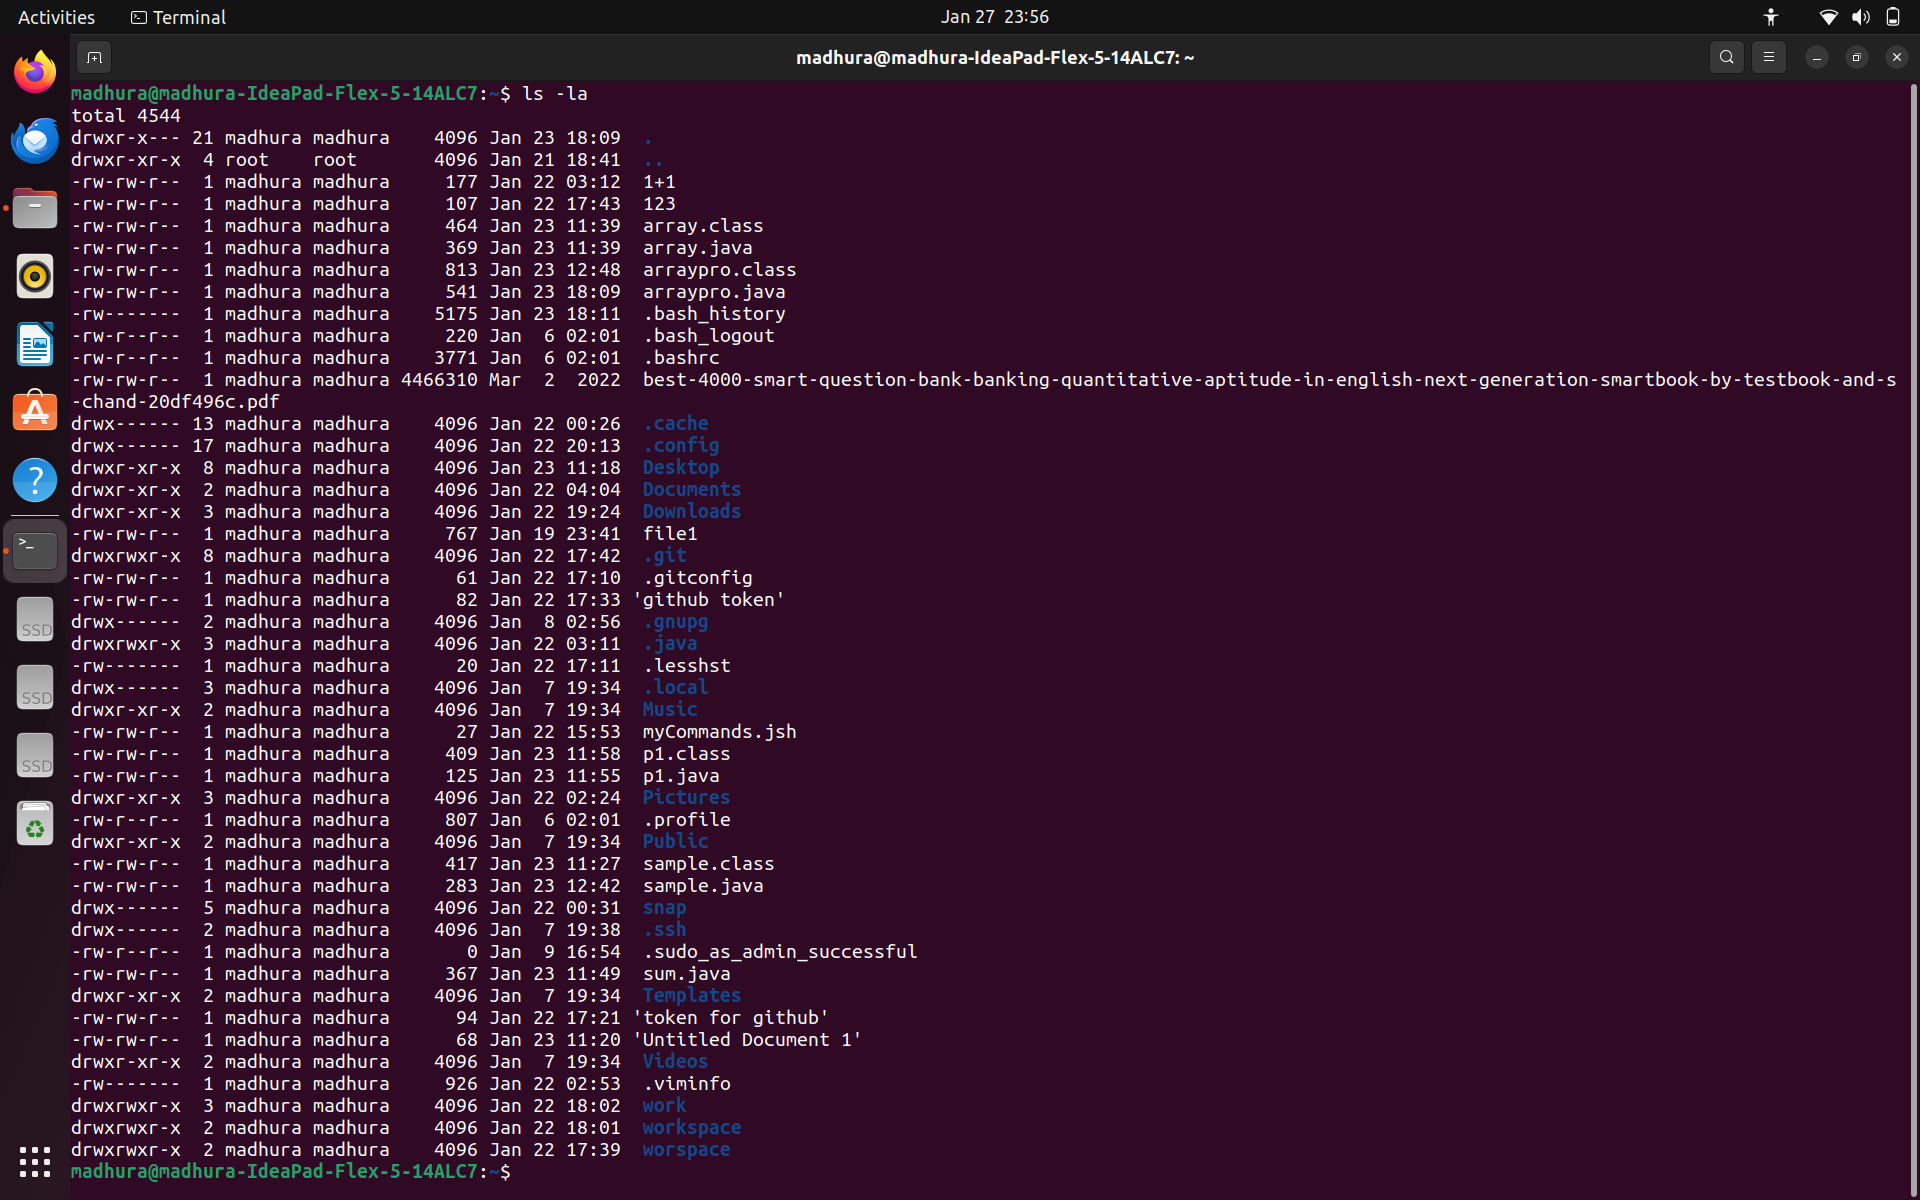 Activities Terminal Jan 27 23:56
madhura@madhura-IdeaPad-Flex-5-14ALC7: ~
madhura@madhura-IdeaPad-Flex-5-14ALC7:~$ ls -la
total 4544
drwxr-x--- 21 madhura madhura    4096 Jan 23 18:09  .
drwxr-xr-x  4 root    root       4096 Jan 21 18:41  ..
-rw-rw-r--  1 madhura madhura     177 Jan 22 03:12  1+1
-rw-rw-r--  1 madhura madhura     107 Jan 22 17:43  123
-rw-rw-r--  1 madhura madhura     464 Jan 23 11:39  array.class
-rw-rw-r--  1 madhura madhura     369 Jan 23 11:39  array.java
-rw-rw-r--  1 madhura madhura     813 Jan 23 12:48  arraypro.class
-rw-rw-r--  1 madhura madhura     541 Jan 23 18:09  arraypro.java
-rw-------  1 madhura madhura    5175 Jan 23 18:11  .bash_history
-rw-r--r--  1 madhura madhura     220 Jan  6 02:01  .bash_logout
-rw-r--r--  1 madhura madhura    3771 Jan  6 02:01  .bashrc
-rw-rw-r--  1 madhura madhura 4466310 Mar  2  2022  best-4000-smart-question-bank-banking-quantitative-aptitude-in-english-next-generation-smartbook-by-testbook-and-s
-chand-20df496c.pdf
drwx------ 13 madhura madhura    4096 Jan 22 00:26  .cache
drwx------ 17 madhura madhura    4096 Jan 22 20:13  .config
drwxr-xr-x  8 madhura madhura    4096 Jan 23 11:18  Desktop
drwxr-xr-x  2 madhura madhura    4096 Jan 22 04:04  Documents
drwxr-xr-x  3 madhura madhura    4096 Jan 22 19:24  Downloads
-rw-rw-r--  1 madhura madhura     767 Jan 19 23:41  file1
drwxrwxr-x  8 madhura madhura    4096 Jan 22 17:42  .git
-rw-rw-r--  1 madhura madhura      61 Jan 22 17:10  .gitconfig
-rw-rw-r--  1 madhura madhura      82 Jan 22 17:33 'github token'
drwx------  2 madhura madhura    4096 Jan  8 02:56  .gnupg
drwxrwxr-x  3 madhura madhura    4096 Jan 22 03:11  .java
-rw-------  1 madhura madhura      20 Jan 22 17:11  .lesshst
drwx------  3 madhura madhura    4096 Jan  7 19:34  .local
drwxr-xr-x  2 madhura madhura    4096 Jan  7 19:34  Music
-rw-rw-r--  1 madhura madhura      27 Jan 22 15:53  myCommands.jsh
-rw-rw-r--  1 madhura madhura     409 Jan 23 11:58  p1.class
-rw-rw-r--  1 madhura madhura     125 Jan 23 11:55  p1.java
drwxr-xr-x  3 madhura madhura    4096 Jan 22 02:24  Pictures
-rw-r--r--  1 madhura madhura     807 Jan  6 02:01  .profile
drwxr-xr-x  2 madhura madhura    4096 Jan  7 19:34  Public
-rw-rw-r--  1 madhura madhura     417 Jan 23 11:27  sample.class
-rw-rw-r--  1 madhura madhura     283 Jan 23 12:42  sample.java
drwx------  5 madhura madhura    4096 Jan 22 00:31  snap
drwx------  2 madhura madhura    4096 Jan  7 19:38  .ssh
-rw-r--r--  1 madhura madhura       0 Jan  9 16:54  .sudo_as_admin_successful
-rw-rw-r--  1 madhura madhura     367 Jan 23 11:49  sum.java
drwxr-xr-x  2 madhura madhura    4096 Jan  7 19:34  Templates
-rw-rw-r--  1 madhura madhura      94 Jan 22 17:21 'token for github'
-rw-rw-r--  1 madhura madhura      68 Jan 23 11:20 'Untitled Document 1'
drwxr-xr-x  2 madhura madhura    4096 Jan  7 19:34  Videos
-rw-------  1 madhura madhura     926 Jan 22 02:53  .viminfo
drwxrwxr-x  3 madhura madhura    4096 Jan 22 18:02  work
drwxrwxr-x  2 madhura madhura    4096 Jan 22 18:01  workspace
drwxrwxr-x  2 madhura madhura    4096 Jan 22 17:39  worspace
madhura@madhura-IdeaPad-Flex-5-14ALC7:~$
SSD
SSD
SSD